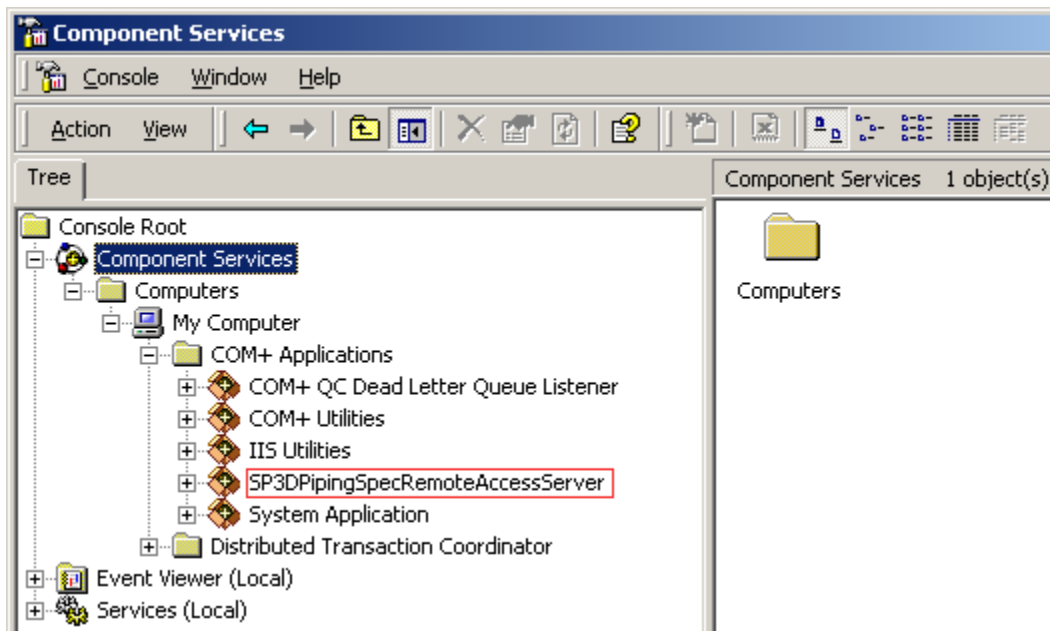 Component Services
Console Window Help
Action View
Tree
Component Services 1 object(s)
Console Root
Component Services
Computers
My Computer
COM+ Applications
COM+ QC Dead Letter Queue Listener
COM+ Utilities
IIS Utilities
SP3DPipingSpecRemoteAccessServer
System Application
Distributed Transaction Coordinator
Event Viewer (Local)
Services (Local)
Computers